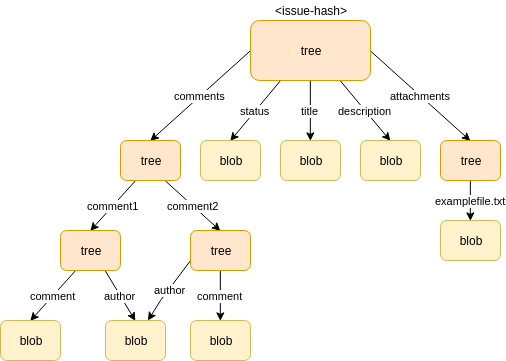 <issue-hash>
tree
comments
status
title
description
attachments
tree
blob
blob
blob
tree
comment1
comment2
examplefile.txt
tree
tree
blob
comment
author
author
comment
blob
blob
blob